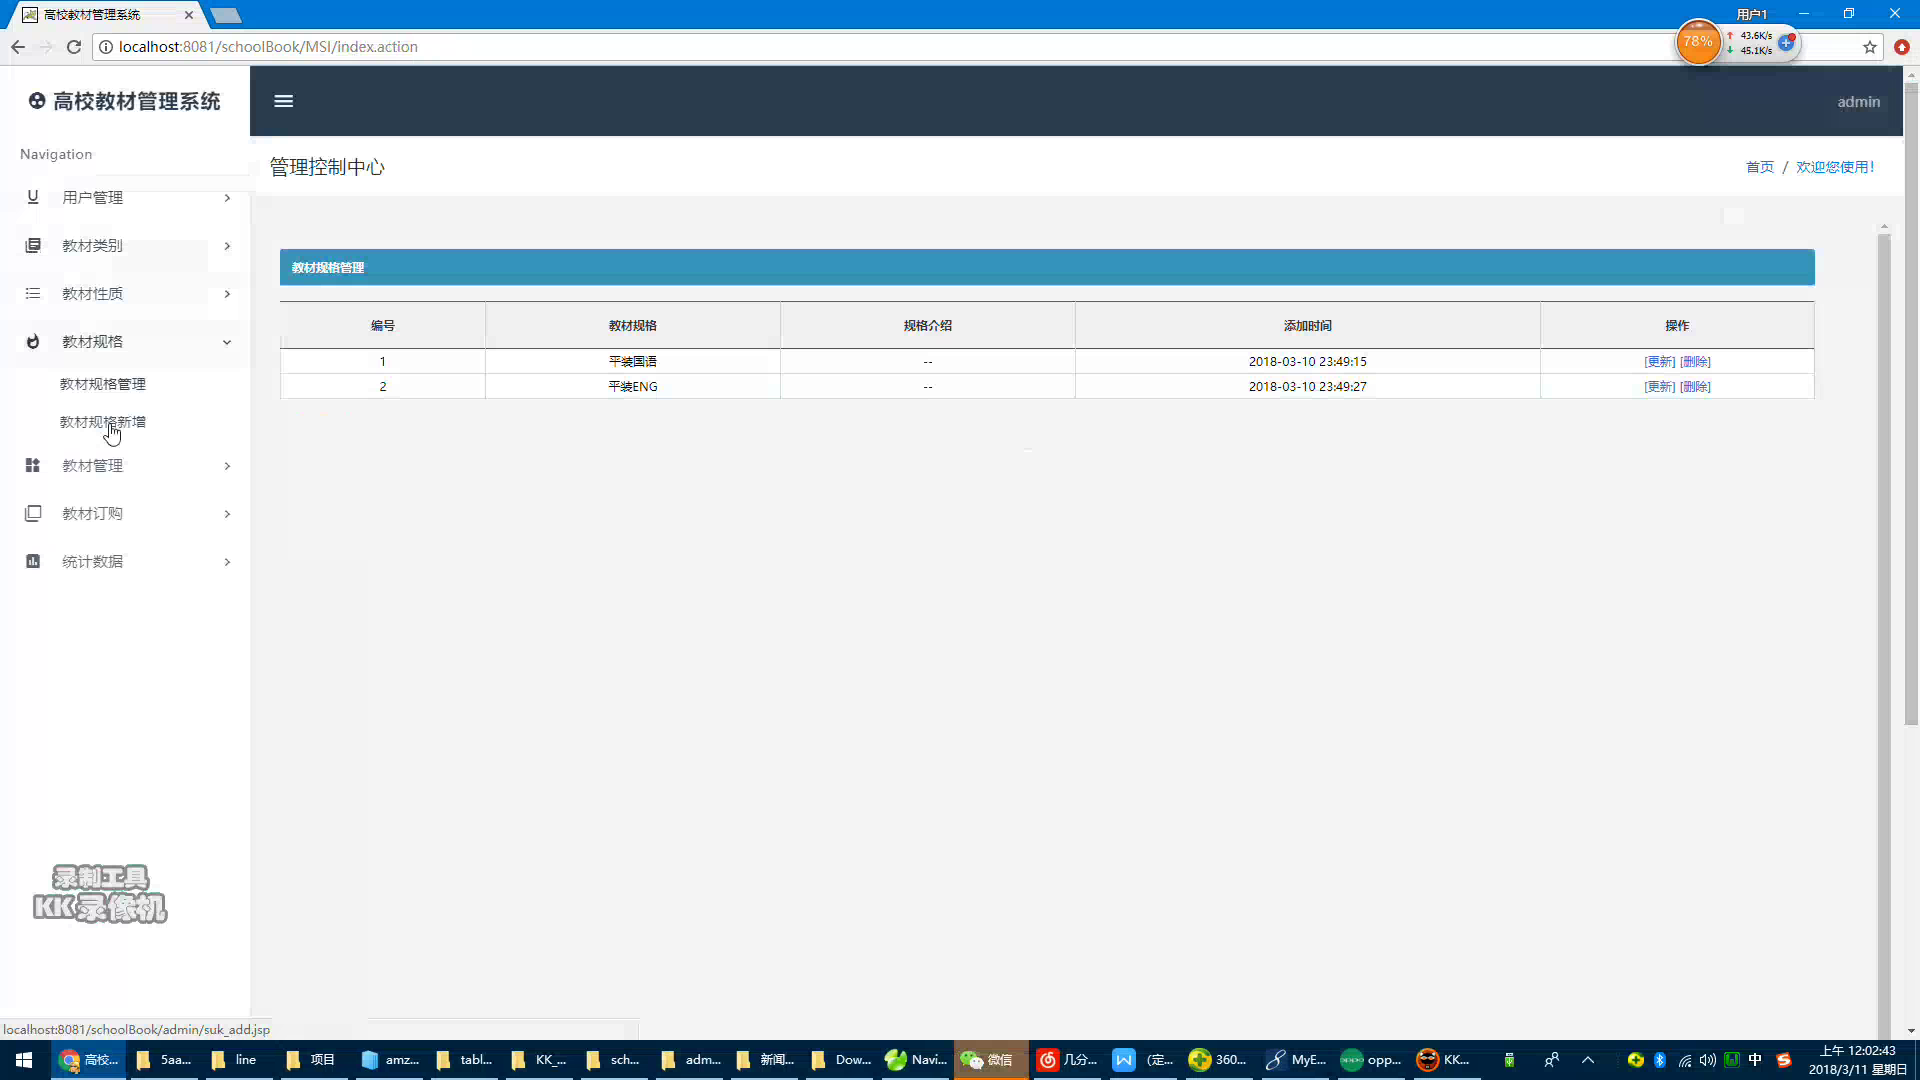 高校教材管理系统
用户1
localhost:8081/schoolBook/MSI/index.action
78%
43.6K/s
45.1K/s
高校教材管理系统
admin
Navigation
管理控制中心
首页 / 欢迎您使用!
用户管理
教材类别
教材性质
教材规格
教材规格管理
教材规格新增
教材管理
教材订购
统计数据
教材规格管理
编号 教材规格 规格介绍 添加时间 操作
1 平装国语 -- 2018-03-10 23:49:15 [更新] [删除]
2 平装ENG -- 2018-03-10 23:49:27 [更新] [删除]
录制工具
KK录像机
localhost:8081/schoolBook/admin/suk_add.jsp
高校... 5aa... line 项目 amz... tabl... KK_... sch... adm... 新闻... Dow... Navi... 微信 几分... (定... 360... MyE... oppo opp... KK... 中
上午 12:02:43
2018/3/11 星期日